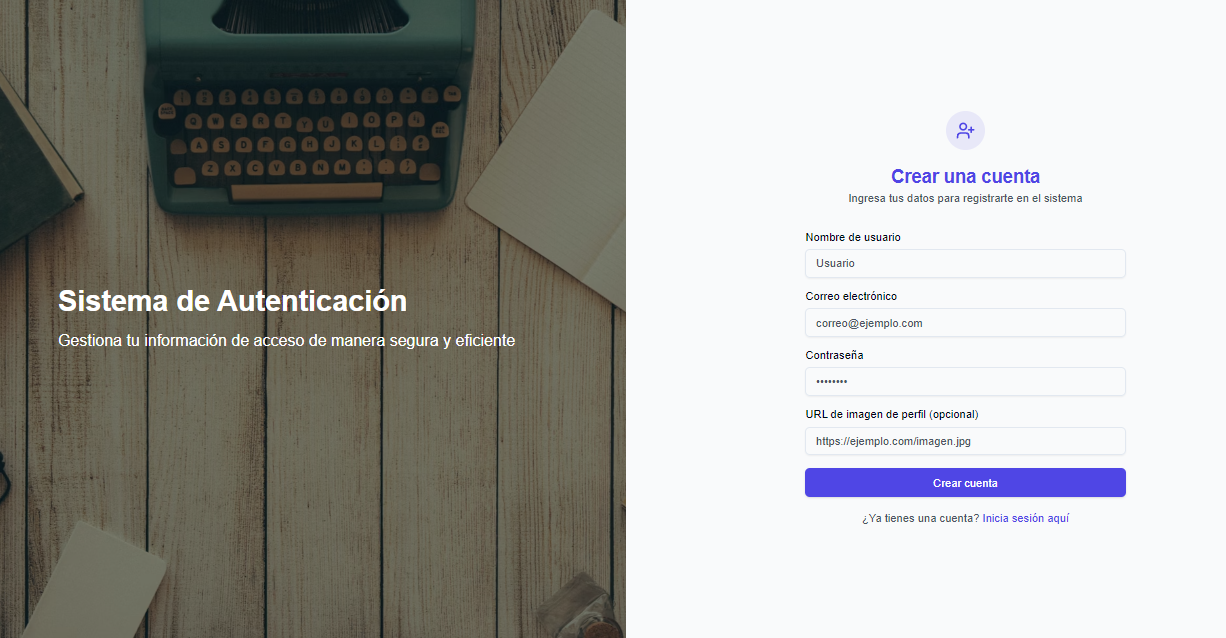 Sistema de Autenticación
Gestiona tu información de acceso de manera segura y eficiente
Crear una cuenta
Ingresa tus datos para registrarte en el sistema
Nombre de usuario
Usuario
Correo electrónico
correo@ejemplo.com
Contraseña
••••••••
URL de imagen de perfil (opcional)
https://ejemplo.com/imagen.jpg
Crear cuenta
¿Ya tienes una cuenta? Inicia sesión aquí